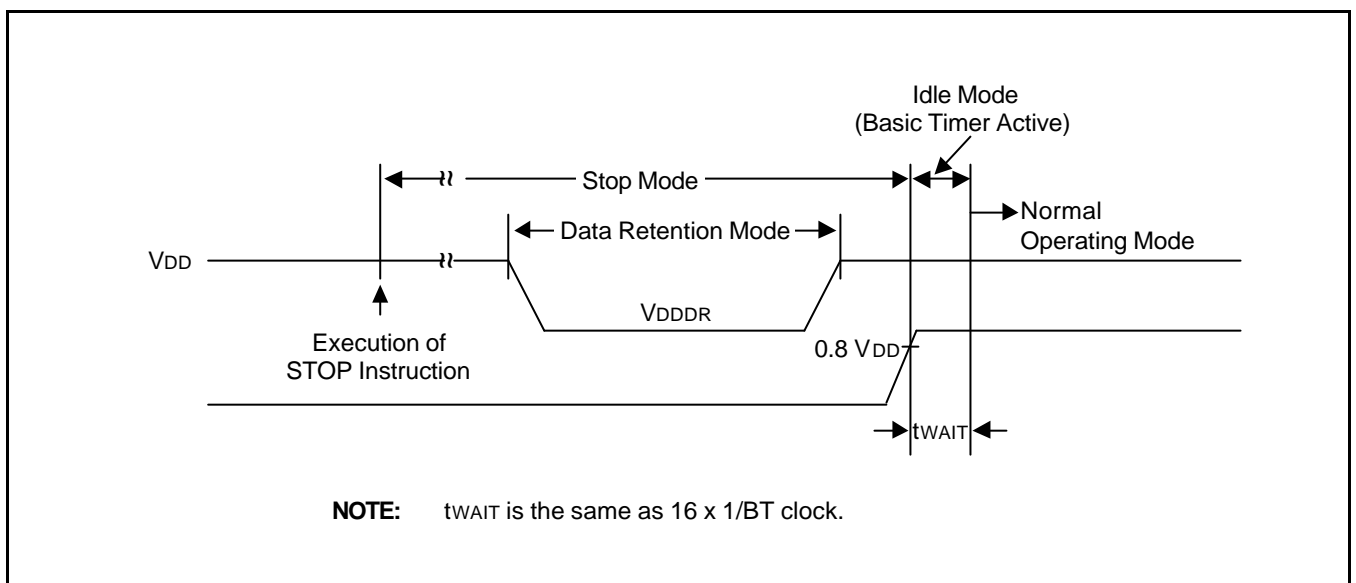 Idle Mode
(Basic Timer Active)
Stop Mode
Normal
Operating Mode
Data Retention Mode
VDD
VDDDR
Execution of
STOP Instruction
0.8 VDD
tWAIT
NOTE: tWAIT is the same as 16 x 1/BT clock.